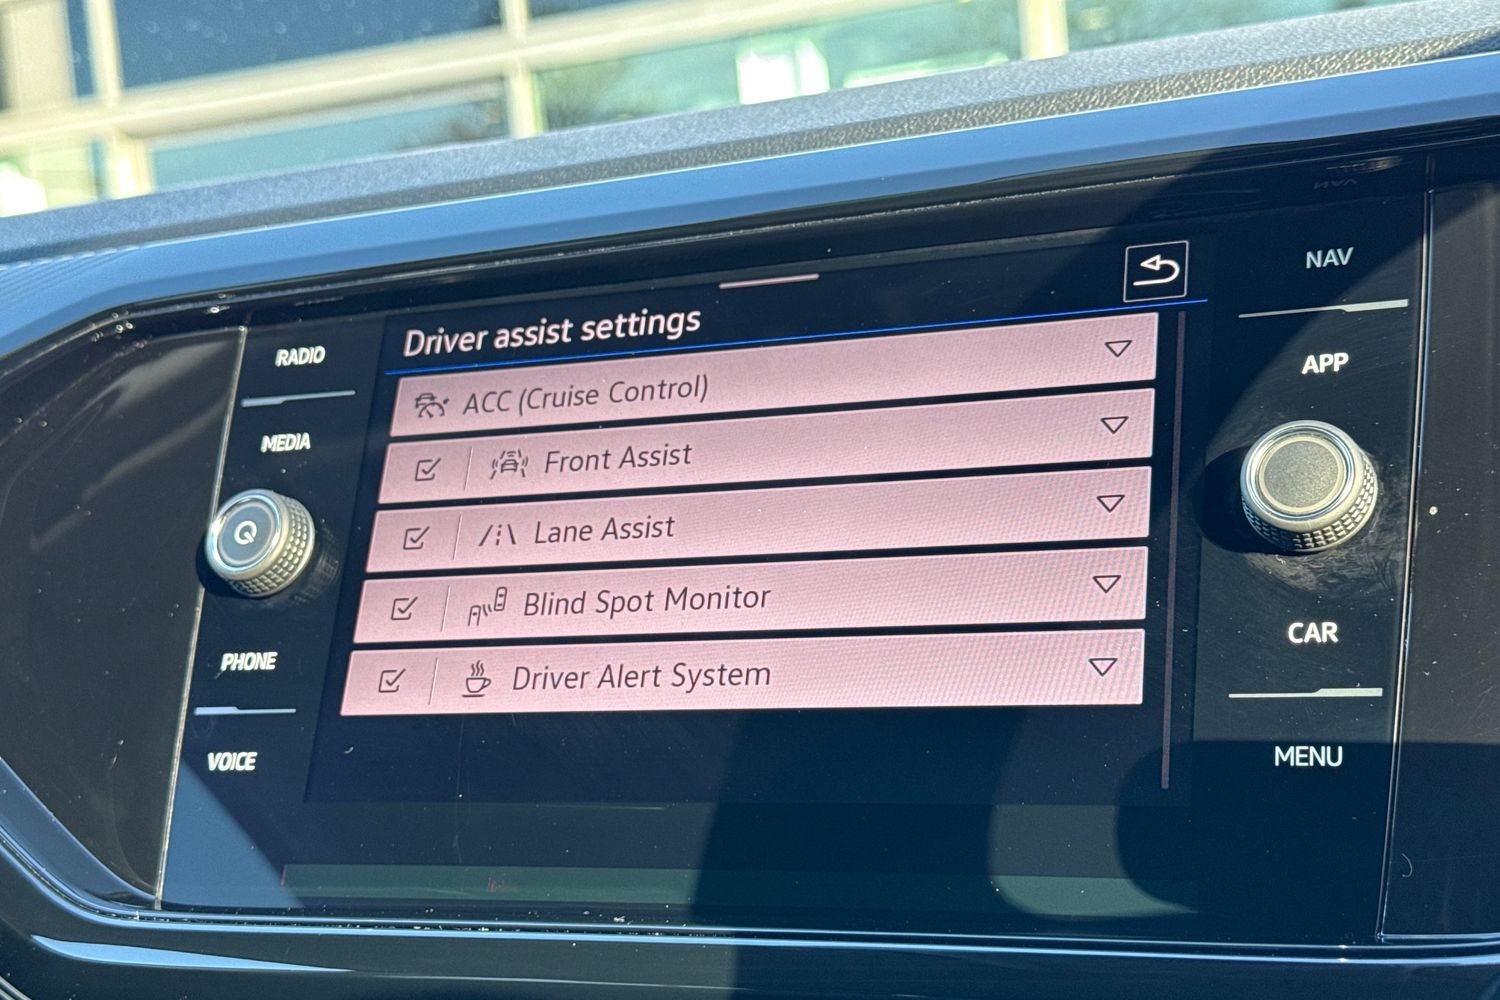 RADIO
MEDIA
PHONE
VOICE
Driver assist settings
ACC (Cruise Control)
Front Assist
Lane Assist
Blind Spot Monitor
Driver Alert System
NAV
APP
CAR
MENU